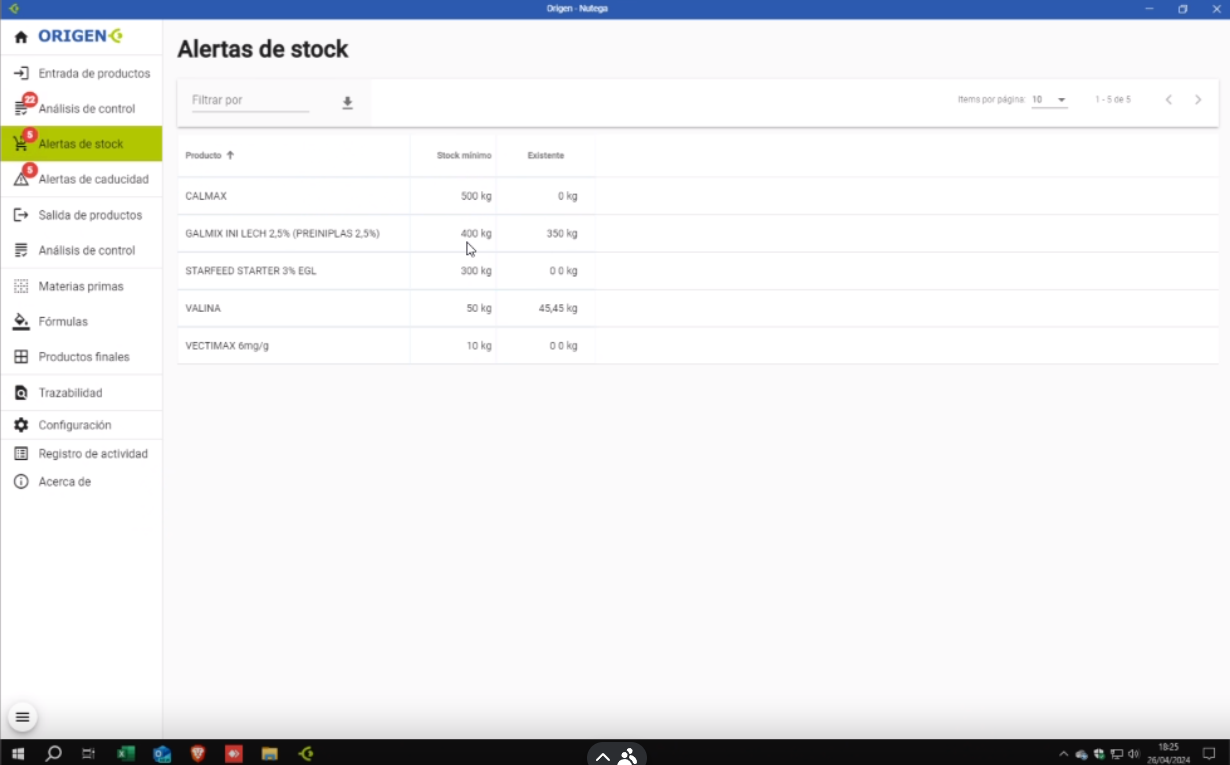 Origen - Nutega
ORIGEN
Entrada de productos
22
Análisis de control
5
Alertas de stock
5
Alertas de caducidad
Salida de productos
Análisis de control
Materias primas
Fórmulas
Productos finales
Trazabilidad
Configuración
Registro de actividad
Acerca de
Alertas de stock
Filtrar por
Items por página: 10
1 - 5 de 5
Producto Stock mínimo Existente
CALMAX 500 kg 0 kg
GALMIX INI LECH 2,5% (PREINIPLAS 2,5%) 400 kg 350 kg
STARFEED STARTER 3% EGL 300 kg 0 0 kg
VALINA 50 kg 45,45 kg
VECTIMAX 6mg/g 10 kg 0 0 kg
18:25
26/04/2024